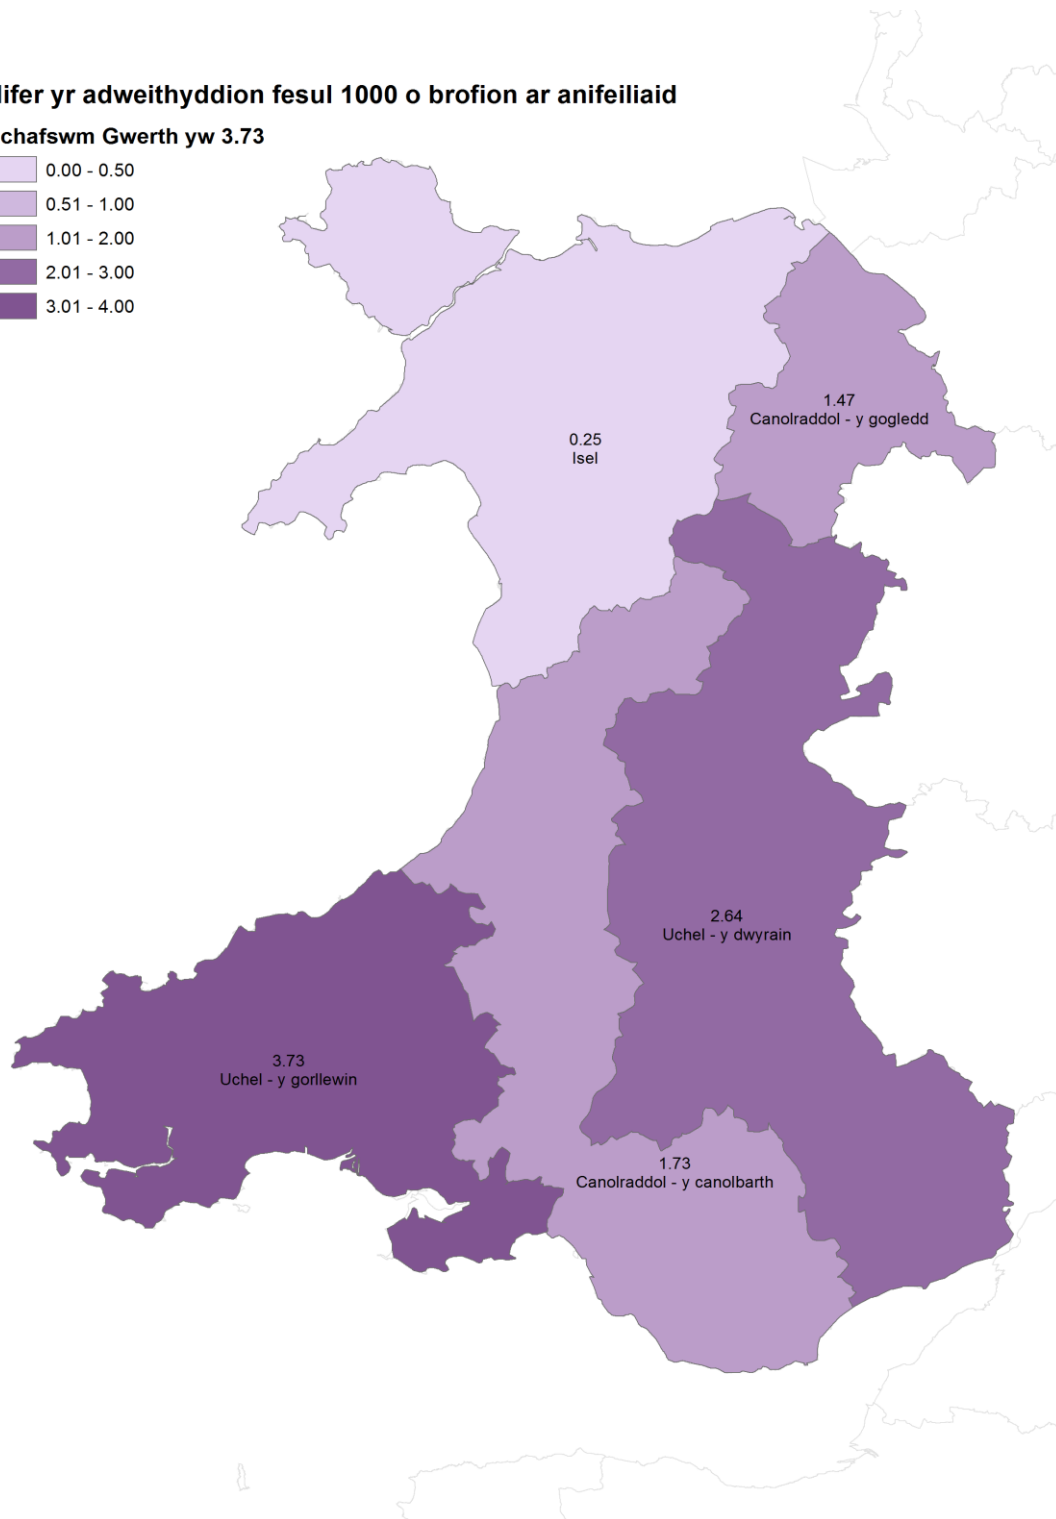 lifer yr adweithyddion fesul 1000 o brofion ar anifeiliaid
chafswm Gwerth yw 3.73
0.00 - 0.50
0.51 - 1.00
1.01 - 2.00
2.01 - 3.00
3.01 - 4.00
1.47
Canolraddol - y gogledd
0.25
Isel
2.64
Uchel - y dwyrain
3.73
Uchel - y gorllewin
1.73
Canolraddol - y canolbarth